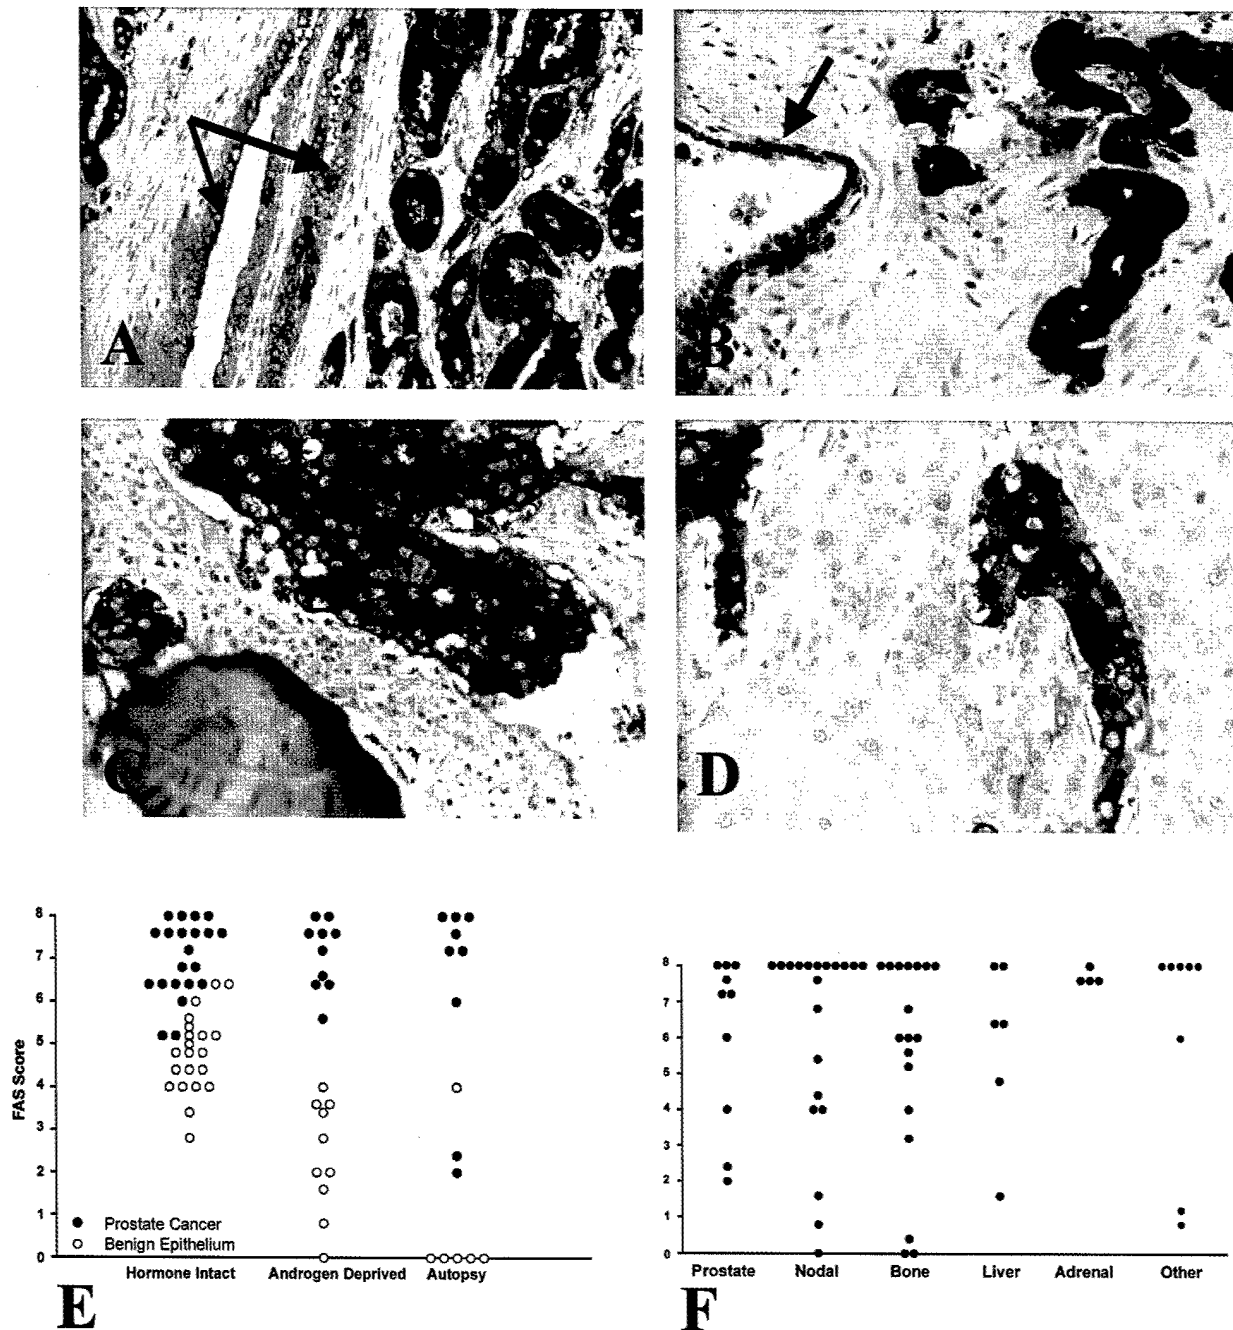 A
B
C
D
8
7
6
5
4
3
2
1
0
FAS Score
Prostate Cancer
Benign Epithelium
Hormone Intact Androgen Deprived Autopsy
E
8
7
6
5
4
3
2
1
0
Prostate Nodal Bone Liver Adrenal Other
F